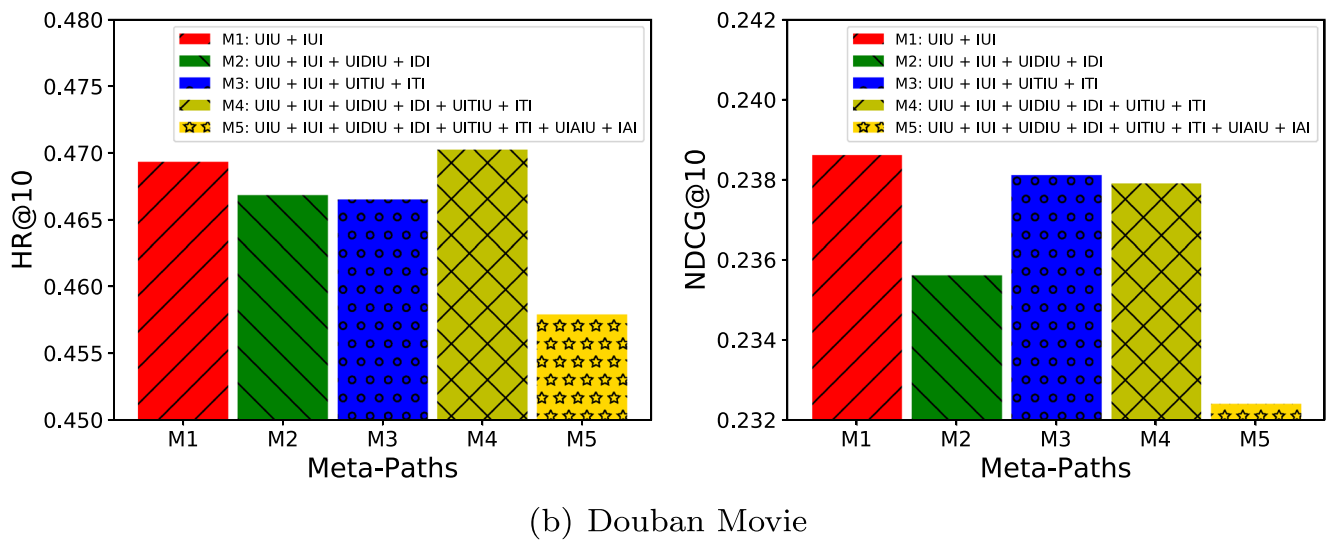 0.480
0.475
0.470
0.465
0.460
0.455
0.450
HR@10
M1: UIU + IUI
M2: UIU + IUI + UIDIU + IDI
M3: UIU + IUI + UITIU + ITI
M4: UIU + IUI + UIDIU + IDI + UITIU + ITI
M5: UIU + IUI + UIDIU + IDI + UITIU + ITI + UIAIU + IAI
M1 M2 M3 M4 M5
Meta-Paths
0.242
0.240
0.238
0.236
0.234
0.232
NDCG@10
M1: UIU + IUI
M2: UIU + IUI + UIDIU + IDI
M3: UIU + IUI + UITIU + ITI
M4: UIU + IUI + UIDIU + IDI + UITIU + ITI
M5: UIU + IUI + UIDIU + IDI + UITIU + ITI + UIAIU + IAI
M1 M2 M3 M4 M5
Meta-Paths
(b) Douban Movie